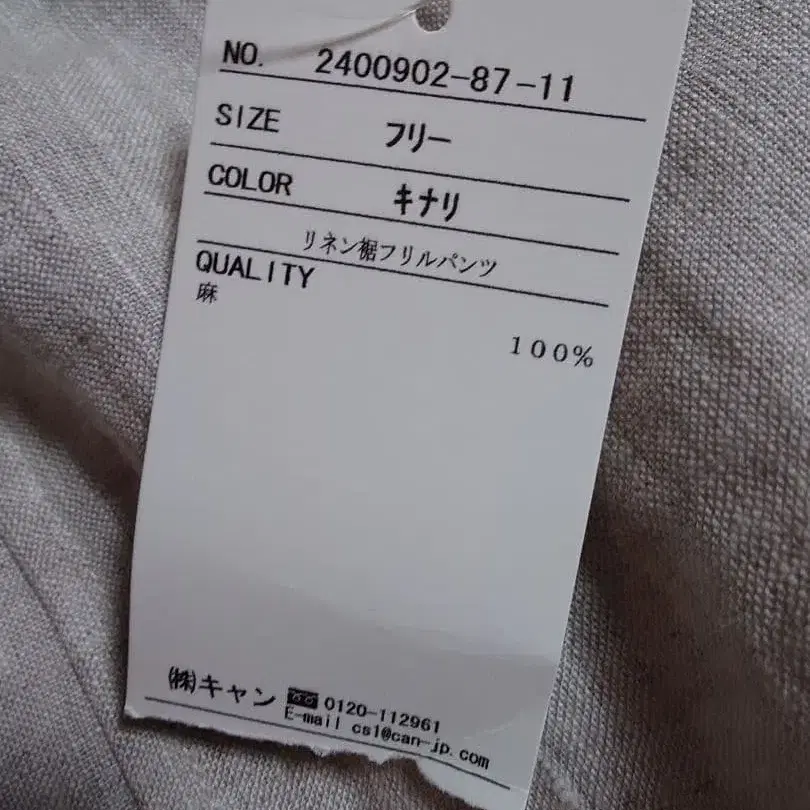 NO. 2400902-87-11
SIZE フリー
COLOR キナリ
リネン裾フリルパンツ
QUALITY
麻
100%
㈱キャン 0120-112961
E-mail cs1@can-jp.com